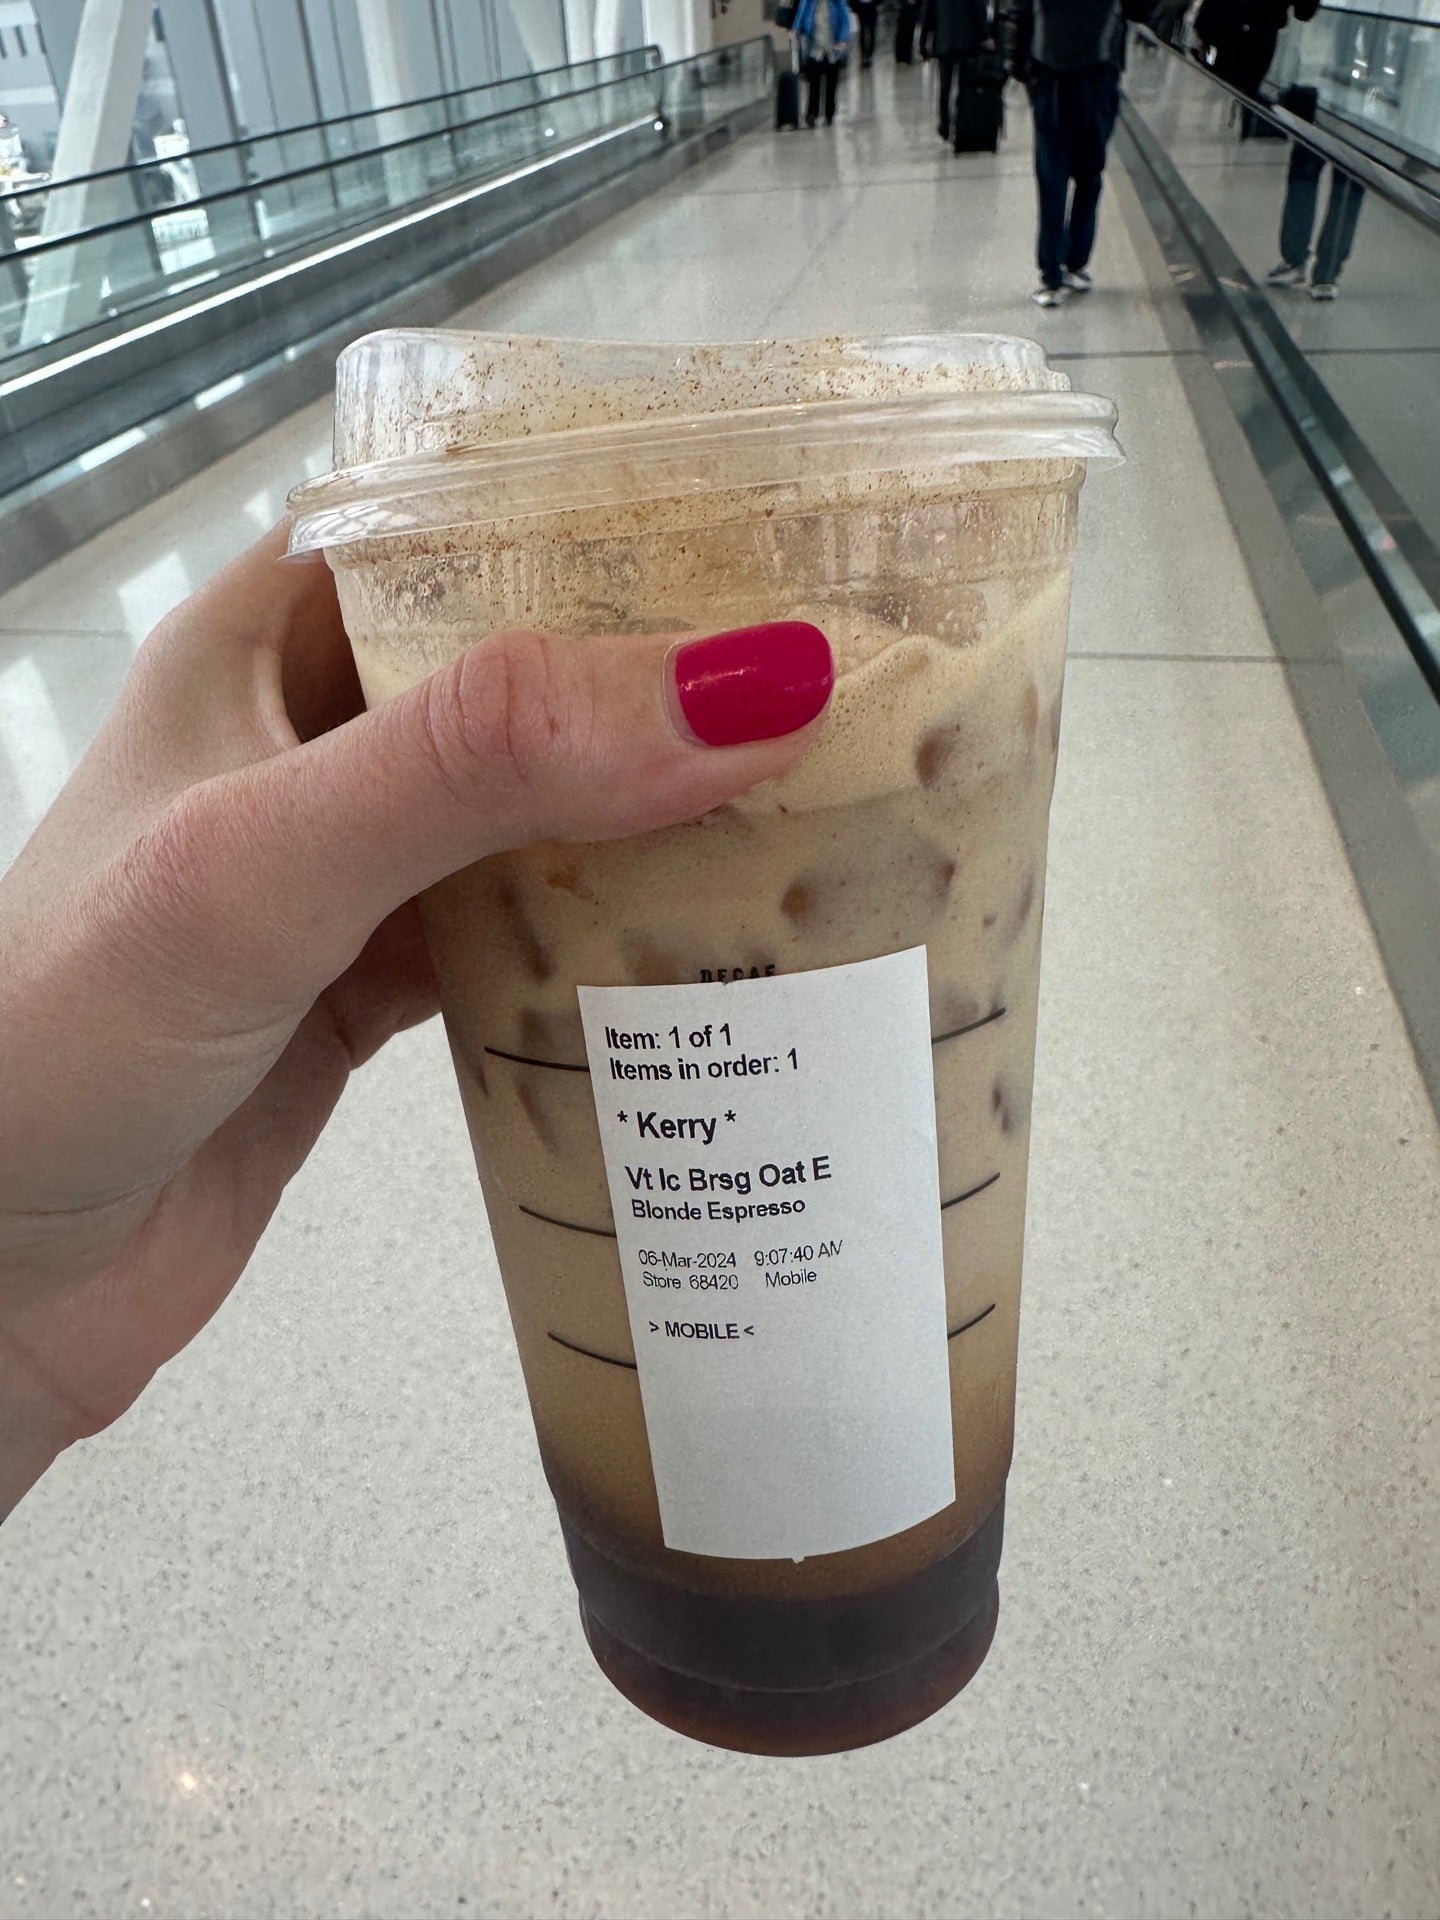 DECAF
Item: 1 of 1
Items in order: 1
* Kerry *
Vt Ic Brsg Oat E
Blonde Espresso
06-Mar-2024 9:07:40 AM
Store 68420 Mobile
> MOBILE <